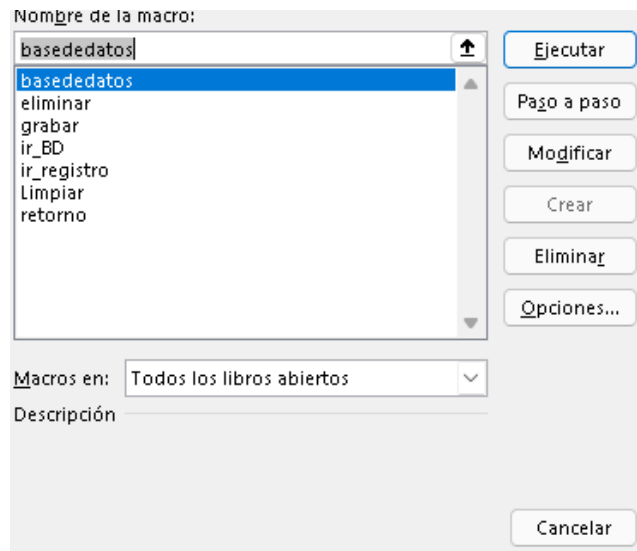 Nombre de la macro:
basededatos
Ejecutar
basededatos
eliminar
grabar
ir_BD
ir_registro
Limpiar
retorno
Paso a paso
Modificar
Crear
Eliminar
Opciones...
Macros en: Todos los libros abiertos
Descripción
Cancelar